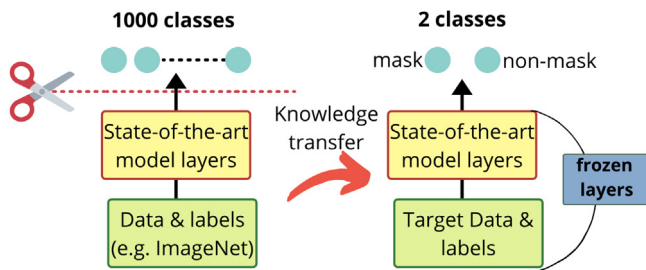 1000 classes
State-of-the-art
model layers
Data & labels
(e.g. ImageNet)
Knowledge
transfer
2 classes
mask
non-mask
State-of-the-art
model layers
Target Data &
labels
frozen
layers